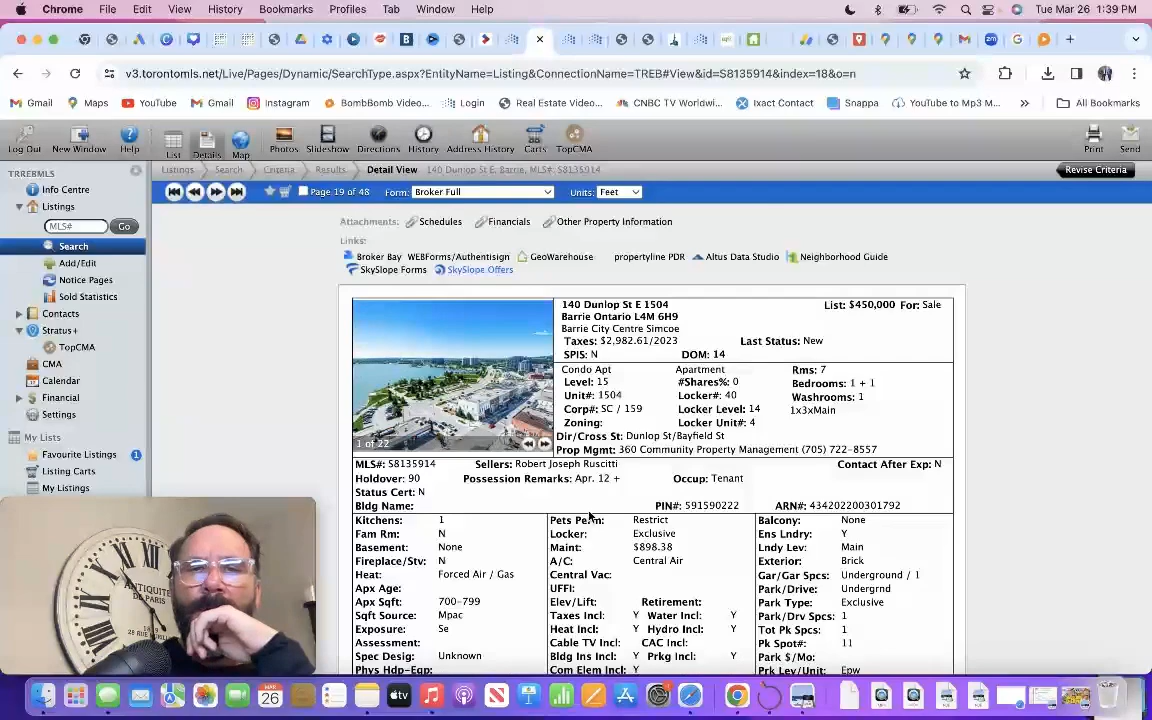 Chrome File Edit View History Bookmarks Profiles Tab Window Help Tue Mar 26 1:39 PM
v3.torontomls.net/Live/Pages/Dynamic/SearchType.aspx?EntityName=Listing&ConnectionName=TREB#View&id=S8135914&index=18&o=n
Gmail Maps YouTube Gmail Instagram BombBomb Video... Login Real Estate Video... CNBC TV Worldwi... Ixact Contact Snappa YouTube to Mp3 M... All Bookmarks
Log Out New Window Help List Details Map Photos Slideshow Directions History Address History Carts TopCMA Print Send
TRREBMLS Listings Search Criteria Results Detail View 140 Dunlop St E, Barrie, MLS#: S8135914 Revise Criteria
Info Centre Page 19 of 48 Form: Broker Full Units: Feet
Listings
MLS# Go
Search
Add/Edit
Notice Pages
Sold Statistics
Contacts
Stratus+
TopCMA
CMA
Calendar
Financial
Settings
My Lists
Favourite Listings 1
Listing Carts
My Listings
Attachments: Schedules Financials Other Property Information
Links:
Broker Bay WEBForms/Authentisign GeoWarehouse propertyline PDR Altus Data Studio Neighborhood Guide
SkySlope Forms SkySlope Offers
140 Dunlop St E 1504 List: $450,000 For: Sale
Barrie Ontario L4M 6H9
Barrie City Centre Simcoe
Taxes: $2,982.61/2023 Last Status: New
SPIS: N DOM: 14
Condo Apt Apartment Rms: 7
Level: 15 #Shares%: 0 Bedrooms: 1 + 1
Unit#: 1504 Locker#: 40 Washrooms: 1
Corp#: SC / 159 Locker Level: 14 1x3xMain
Zoning: Locker Unit#: 4
Dir/Cross St: Dunlop St/Bayfield St
1 of 22 Prop Mgmt: 360 Community Property Management (705) 722-8557
MLS#: S8135914 Sellers: Robert Joseph Ruscitti Contact After Exp: N
Holdover: 90 Possession Remarks: Apr. 12 + Occup: Tenant
Status Cert: N
Bldg Name: PIN#: 591590222 ARN#: 434202200301792
Kitchens: 1 Pets Perm: Restrict Balcony: None
Fam Rm: N Locker: Exclusive Ens Lndry: Y
Basement: None Maint: $898.38 Lndy Lev: Main
Fireplace/Stv: N A/C: Central Air Exterior: Brick
Heat: Forced Air / Gas Central Vac: Gar/Gar Spcs: Underground / 1
Apx Age: UFFI: Park/Drive: Undergrnd
Apx Sqft: 700-799 Elev/Lift: Retirement: Park Type: Exclusive
Sqft Source: Mpac Taxes Incl: Y Water Incl: Y Park/Drv Spcs: 1
Exposure: Se Heat Incl: Y Hydro Incl: Y Tot Pk Spcs: 1
Assessment: Cable TV Incl: CAC Incl: Pk Spot#: 11
Spec Desig: Unknown Bldg Ins Incl: Y Prkg Incl: Y Park $/Mo:
Phys Hdp-Eqp: Com Elem Incl: Y Prk Lev/Unit: Epw
ANTIQUITE
DE PARIS